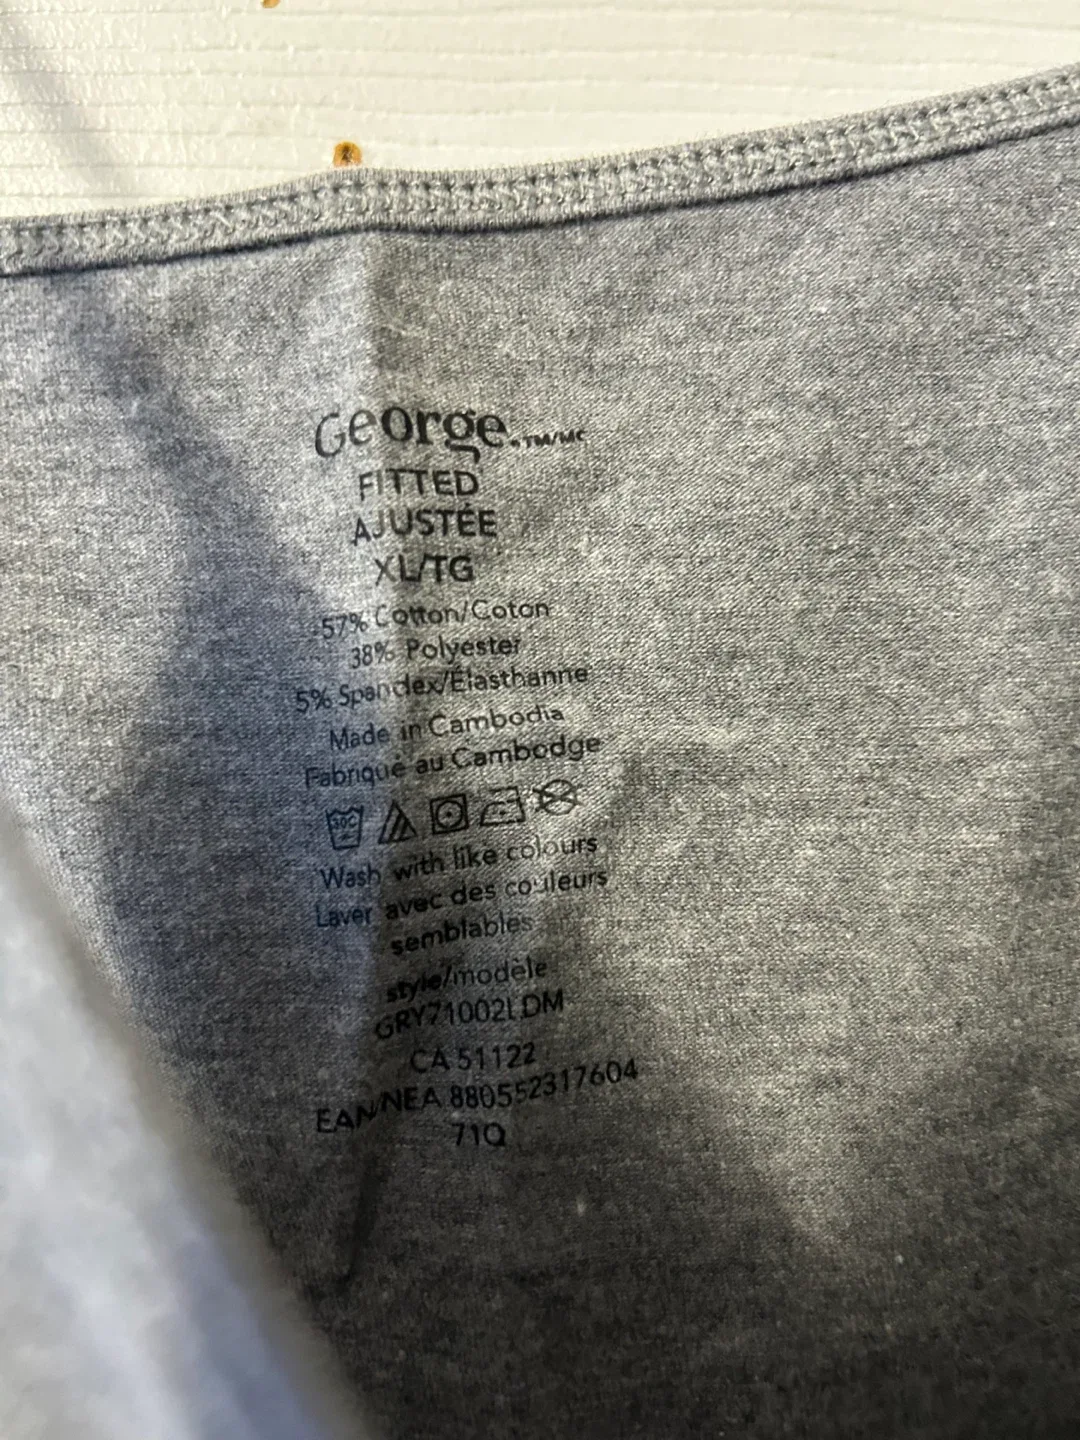 George.TM/MC
FITTED
AJUSTÉE
XL/TG
57% Cotton/Coton
38% Polyester
5% Spandex/Élasthanne
Made in Cambodia
Fabriqué au Cambodge
Wash with like colours
Laver avec des couleurs
semblables
style/modèle
GRY71002LDM
CA 51122
EAN/NEA 880552317604
71Q